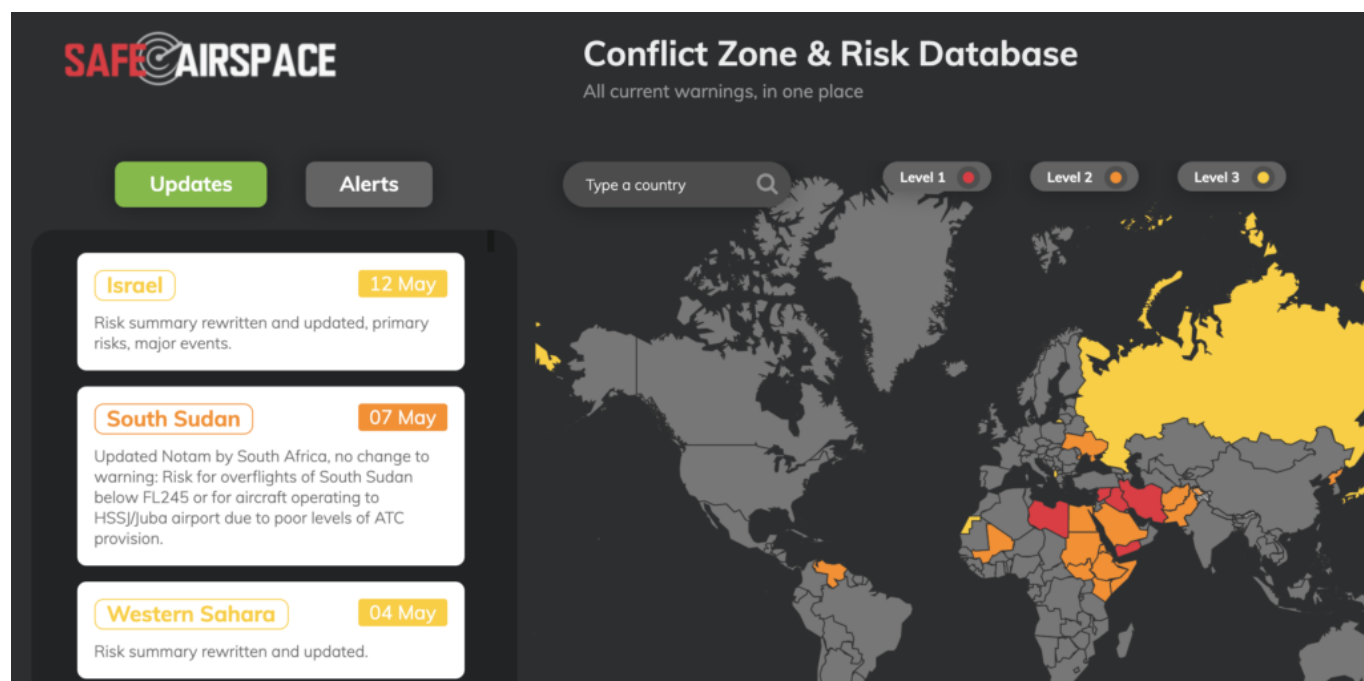 SAFE AIRSPACE
Conflict Zone & Risk Database
All current warnings, in one place
Updates
Alerts
Type a country
Level 1
Level 2
Level 3
Israel
12 May
Risk summary rewritten and updated, primary
risks, major events.
South Sudan
07 May
Updated Notam by South Africa, no change to
warning: Risk for overflights of South Sudan
below FL245 or for aircraft operating to
HSSJ/Juba airport due to poor levels of ATC
provision.
Western Sahara
04 May
Risk summary rewritten and updated.